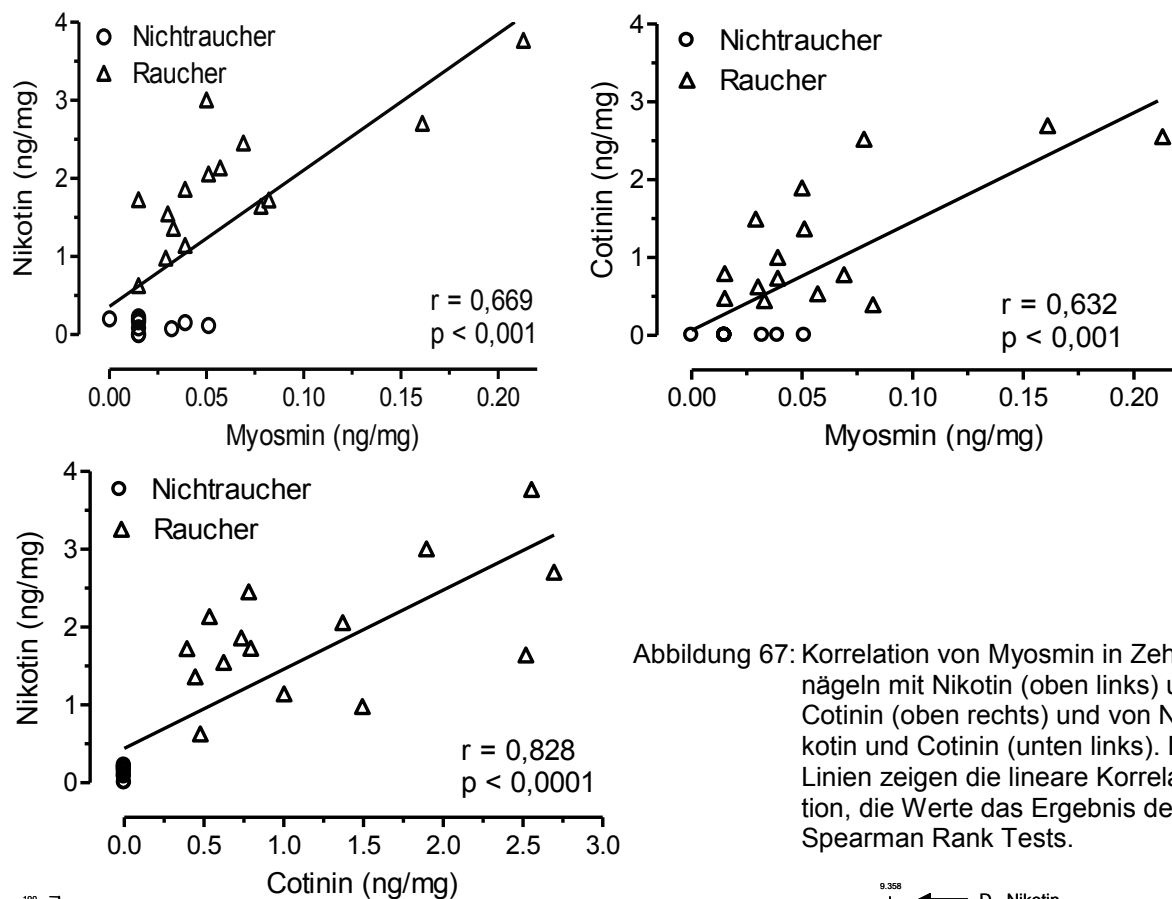 4
Nichtraucher
Raucher
3
2
1
0
Nikotin (ng/mg)
r = 0,669
p < 0,001
0.00 0.05 0.10 0.15 0.20
Myosmin (ng/mg)
4
Nichtraucher
Raucher
3
2
1
0
Cotinin (ng/mg)
r = 0,632
p < 0,001
0.00 0.05 0.10 0.15 0.20
Myosmin (ng/mg)
4
Nichtraucher
Raucher
3
2
1
0
Nikotin (ng/mg)
r = 0,828
p < 0,0001
0.0 0.5 1.0 1.5 2.0 2.5 3.0
Cotinin (ng/mg)
Abbildung 67: Korrelation von Myosmin in Zeh
nägeln mit Nikotin (oben links) u
Cotinin (oben rechts) und von N
kotin und Cotinin (unten links).
Linien zeigen die lineare Korrela
tion, die Werte das Ergebnis de
Spearman Rank Tests.
100
9.358
Nikotin